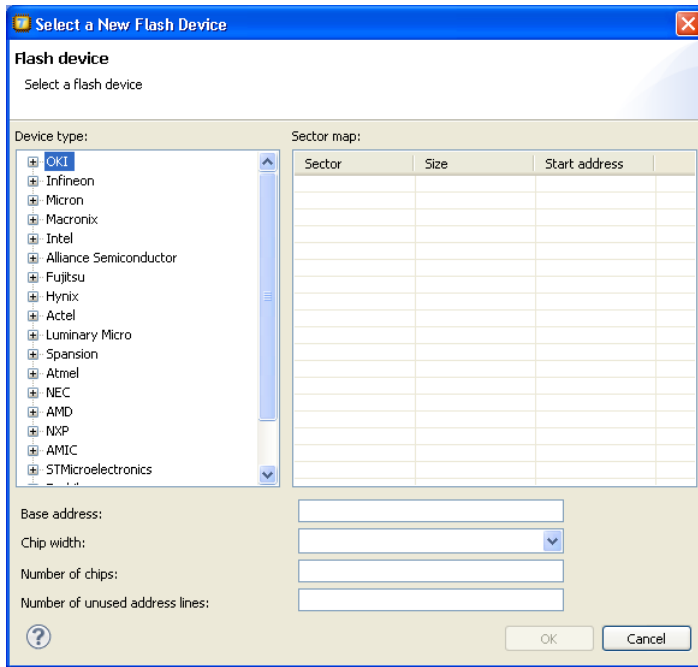 Select a New Flash Device
Flash device
Select a flash device
Device type:
Sector map:
OKI
Infineon
Micron
Macronix
Intel
Alliance Semiconductor
Fujitsu
Hynix
Actel
Luminary Micro
Spansion
Atmel
NEC
AMD
NXP
AMIC
STMicroelectronics
Sector Size Start address
Base address:
Chip width:
Number of chips:
Number of unused address lines:
? OK Cancel